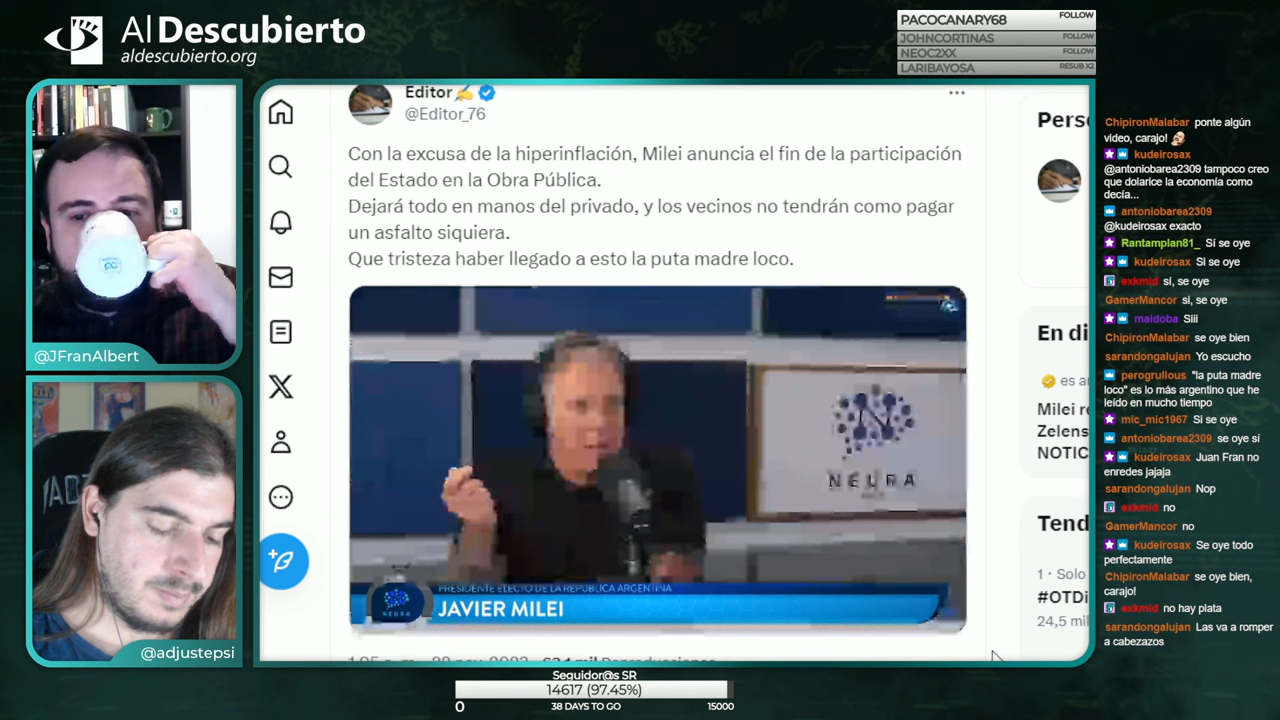 Al Descubierto
aldescubierto.org
PACOCANARY68 FOLLOW
JOHNCORTINAS FOLLOW
NEOC2XX FOLLOW
LARIBAYOSA RESUB X2
@JFranAlbert
@adjustepsi
Editor✍ 
@Editor_76
Con la excusa de la hiperinflación, Milei anuncia el fin de la participación
del Estado en la Obra Pública.
Dejará todo en manos del privado, y los vecinos no tendrán como pagar
un asfalto siquiera.
Que tristeza haber llegado a esto la puta madre loco.
NEURA
PRESIDENTE ELECTO DE LA REPÚBLICA ARGENTINA
NEURA
JAVIER MILEI
Reproducciones
Pers
En di
es a
Milei r
Zelens
NOTIC
Tend
1 · Solo
#OTDi
24,5 mil
ChipironMalabar ponte algún
video, carajo!
kudeirosax
@antoniobarea2309 tampoco creo
que dolarice la economía como
decía...
antoniobarea2309
@kudeirosax exacto
Rantamplan81_ Sí se oye
kudeirosax Si se oye
exkmid sí, se oye
GamerMancor si, se oye
maidoba Siii
ChipironMalabar se oye bien
sarandongalujan Yo escucho
perogrullous "la puta madre
loco" es lo más argentino que he
leído en mucho tiempo
mic_mic1967 Si se oye
antoniobarea2309 se oye sí
kudeirosax Juan Fran no
enredes jajaja
sarandongalujan Nop
exkmid no
GamerMancor no
kudeirosax Se oye todo
perfectamente
ChipironMalabar se oye bien,
carajo!
exkmid no hay plata
sarandongalujan Las va a romper
a cabezazos
Seguidor@s SR
14617 (97.45%)
0 38 DAYS TO GO 15000